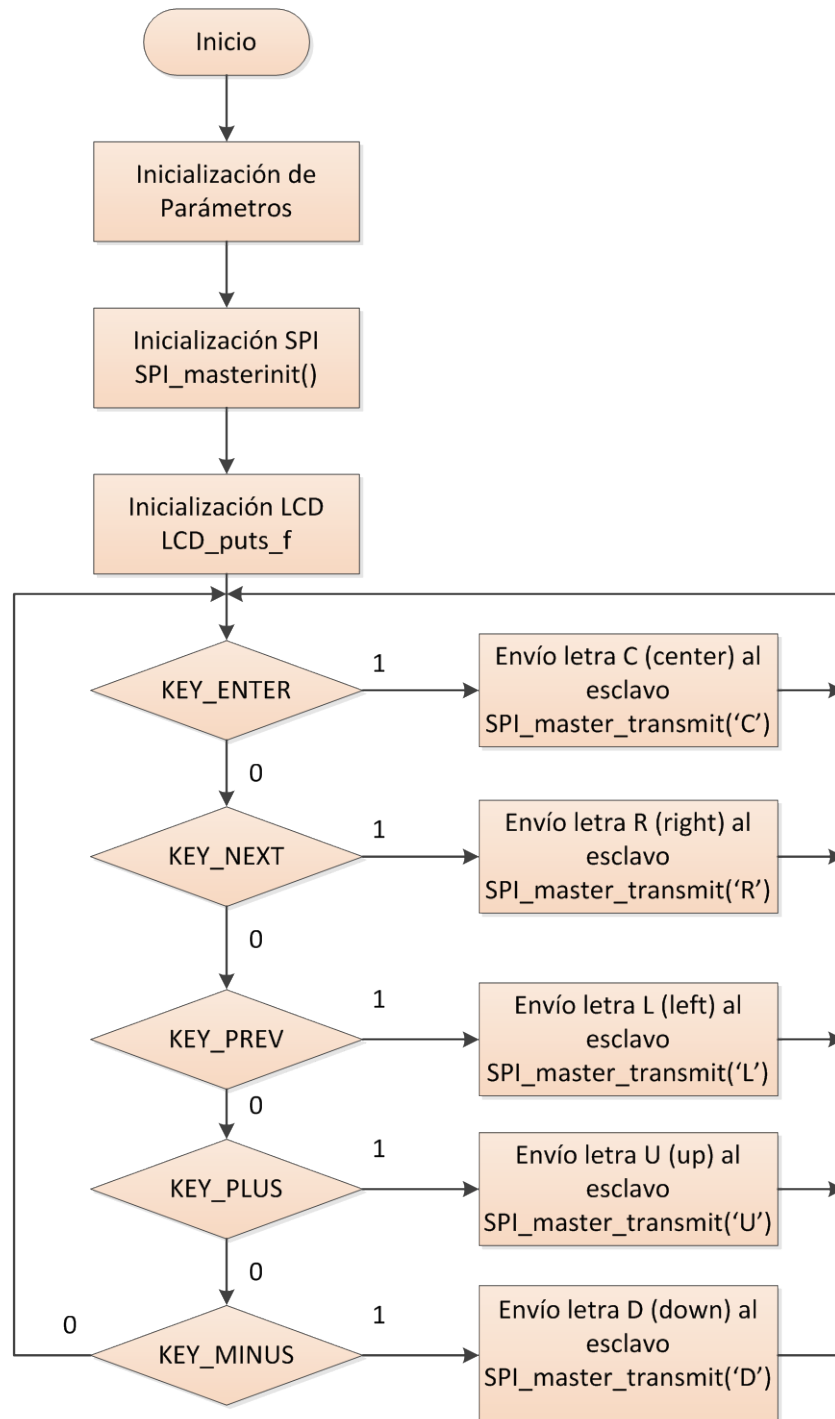 Inicio
Inicialización de
Parámetros
Inicialización SPI
SPI_masterinit()
Inicialización LCD
LCD_puts_f
KEY_ENTER
1
Envío letra C (center) al
esclavo
SPI_master_transmit(‘C’)
0
KEY_NEXT
1
Envío letra R (right) al
esclavo
SPI_master_transmit(‘R’)
0
KEY_PREV
1
Envío letra L (left) al
esclavo
SPI_master_transmit(‘L’)
0
KEY_PLUS
1
Envío letra U (up) al
esclavo
SPI_master_transmit(‘U’)
0
0
KEY_MINUS
1
Envío letra D (down) al
esclavo
SPI_master_transmit(‘D’)